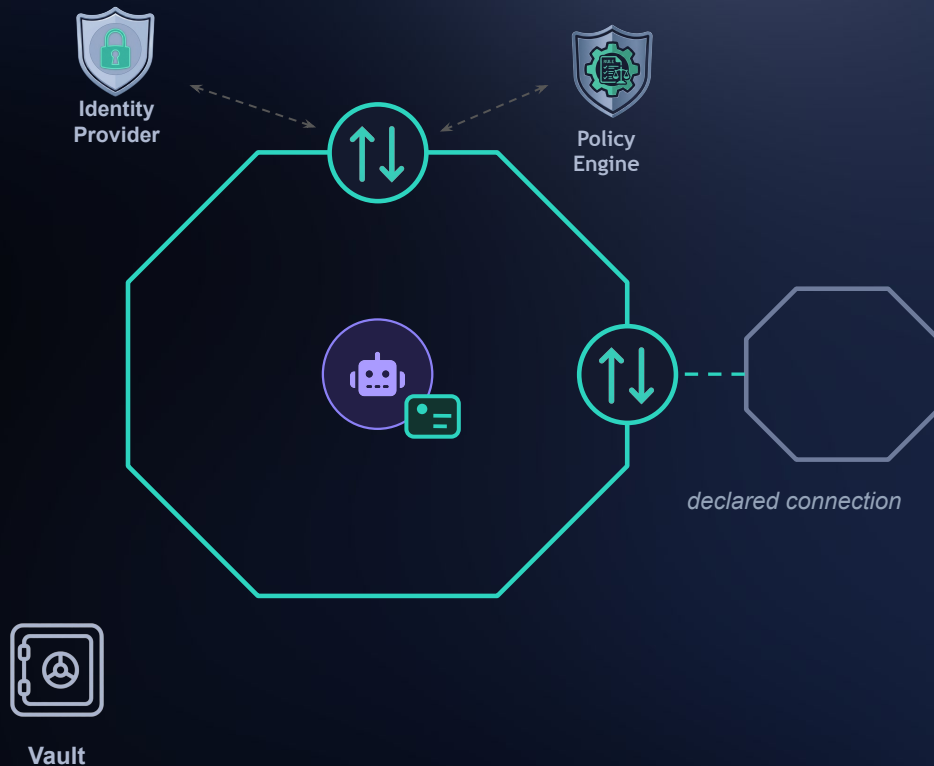 Identity
Provider
Policy
Engine
declared connection
Vault